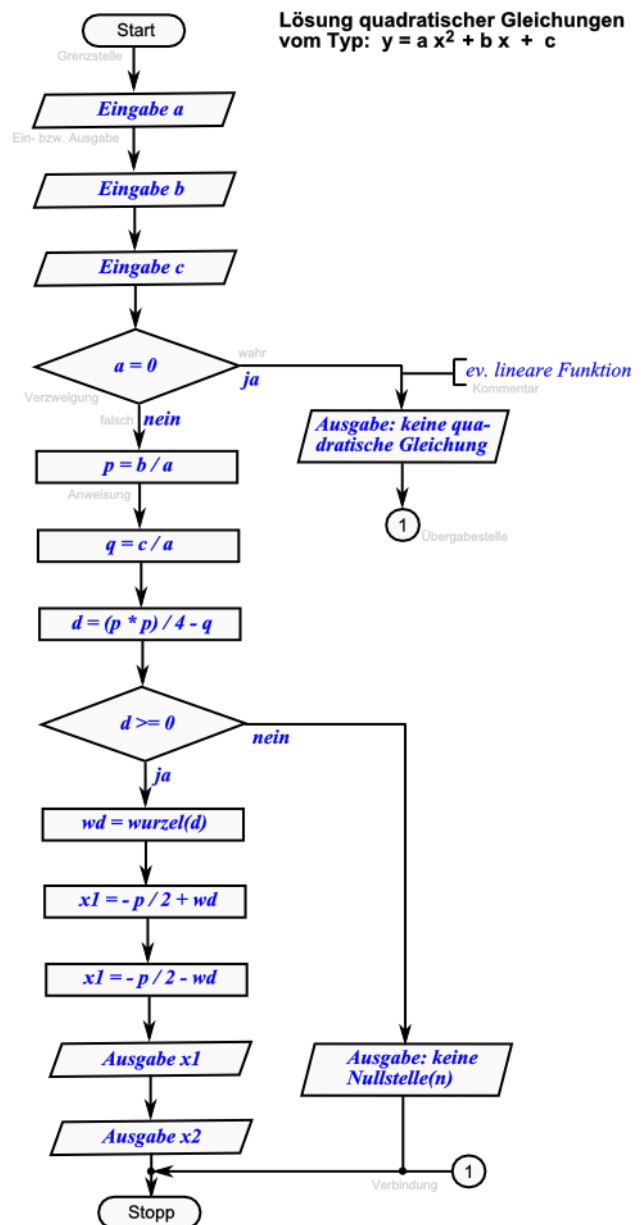 Lösung quadratischer Gleichungen
vom Typ: y = a x² + b x + c
Start
Grenzstelle
Eingabe a
Ein- bzw. Ausgabe
Eingabe b
Eingabe c
a = 0
wahr
ja
Verzweigung
falsch
nein
ev. lineare Funktion
Kommentar
Ausgabe: keine qua-
dratische Gleichung
1
Übergabestelle
p = b / a
Anweisung
q = c / a
d = (p * p) / 4 - q
d >= 0
nein
ja
wd = wurzel(d)
x1 = - p / 2 + wd
x1 = - p / 2 - wd
Ausgabe x1
Ausgabe: keine
Nullstelle(n)
Ausgabe x2
1
Verbindung
Stopp